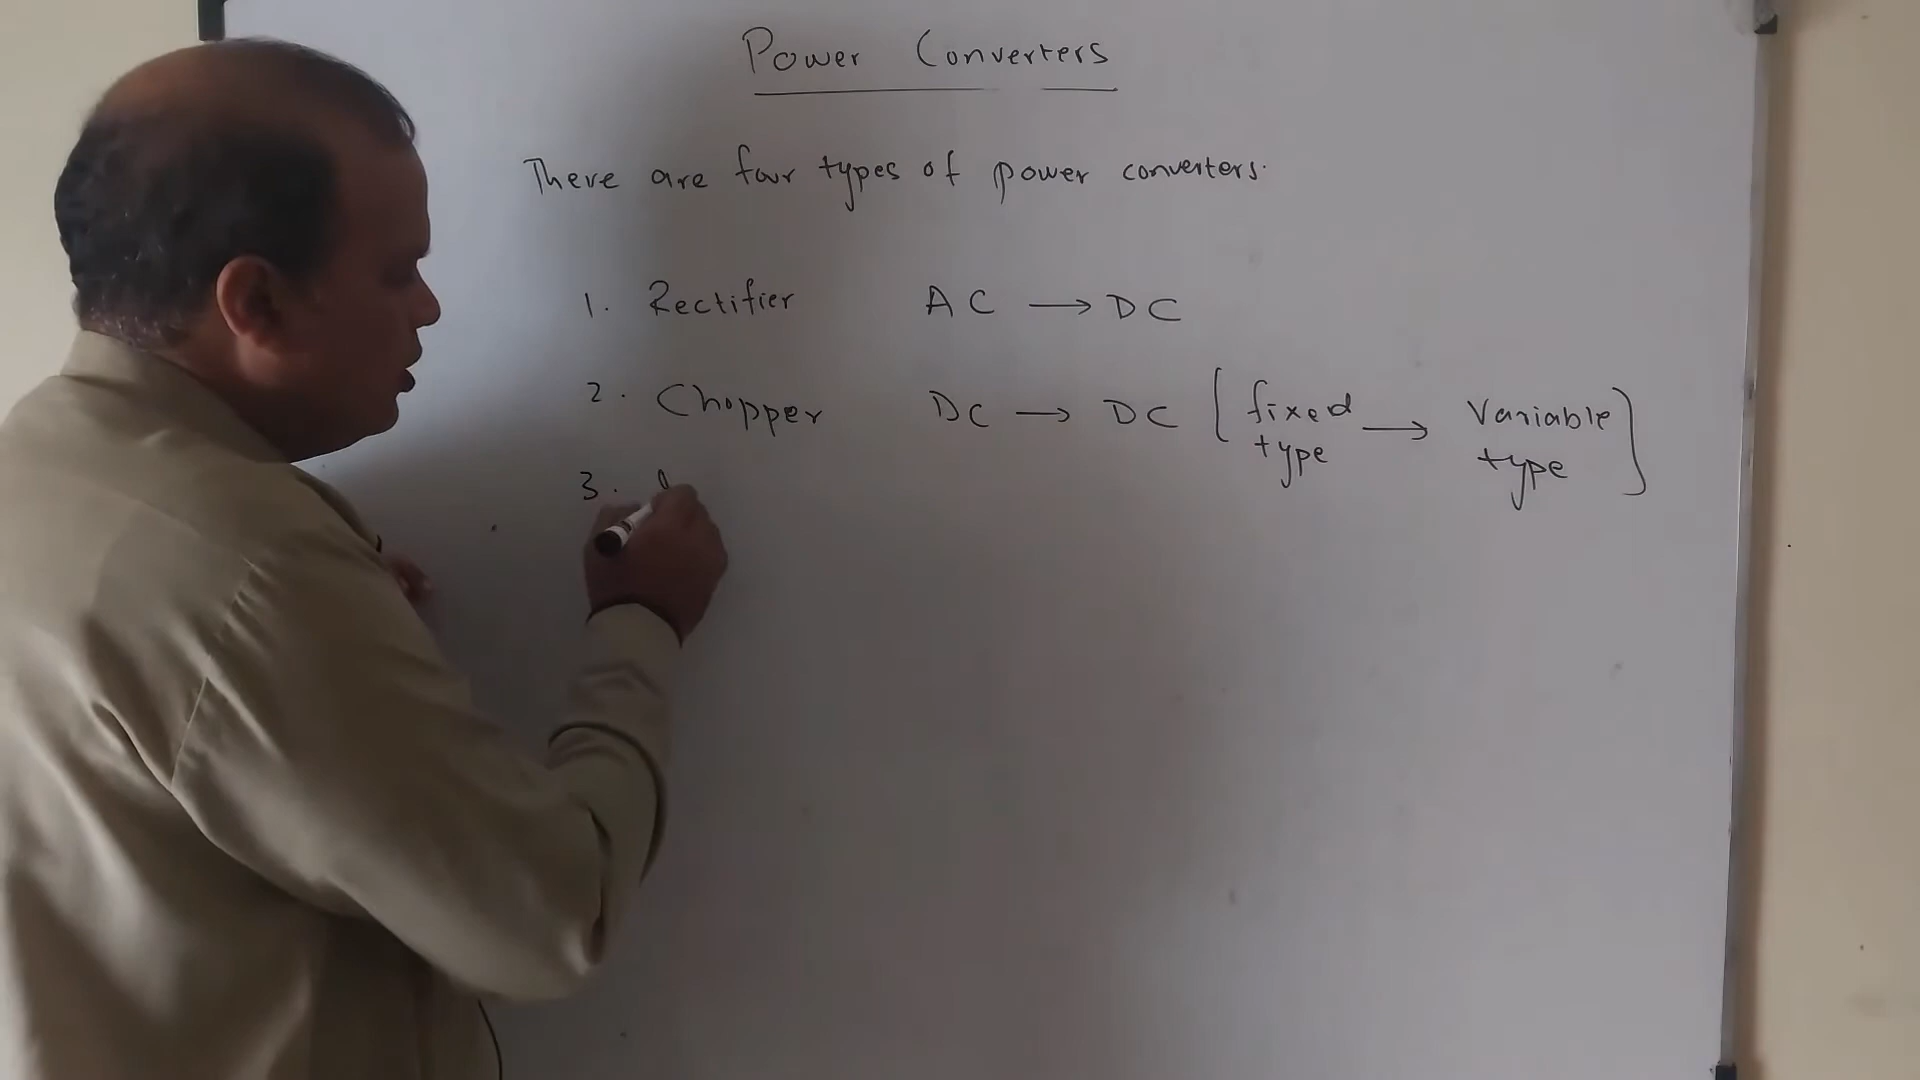 Power Converters
There are four types of power converters.
1. Rectifier AC → DC
2. Chopper DC → DC [fixed type → Variable type]
3.